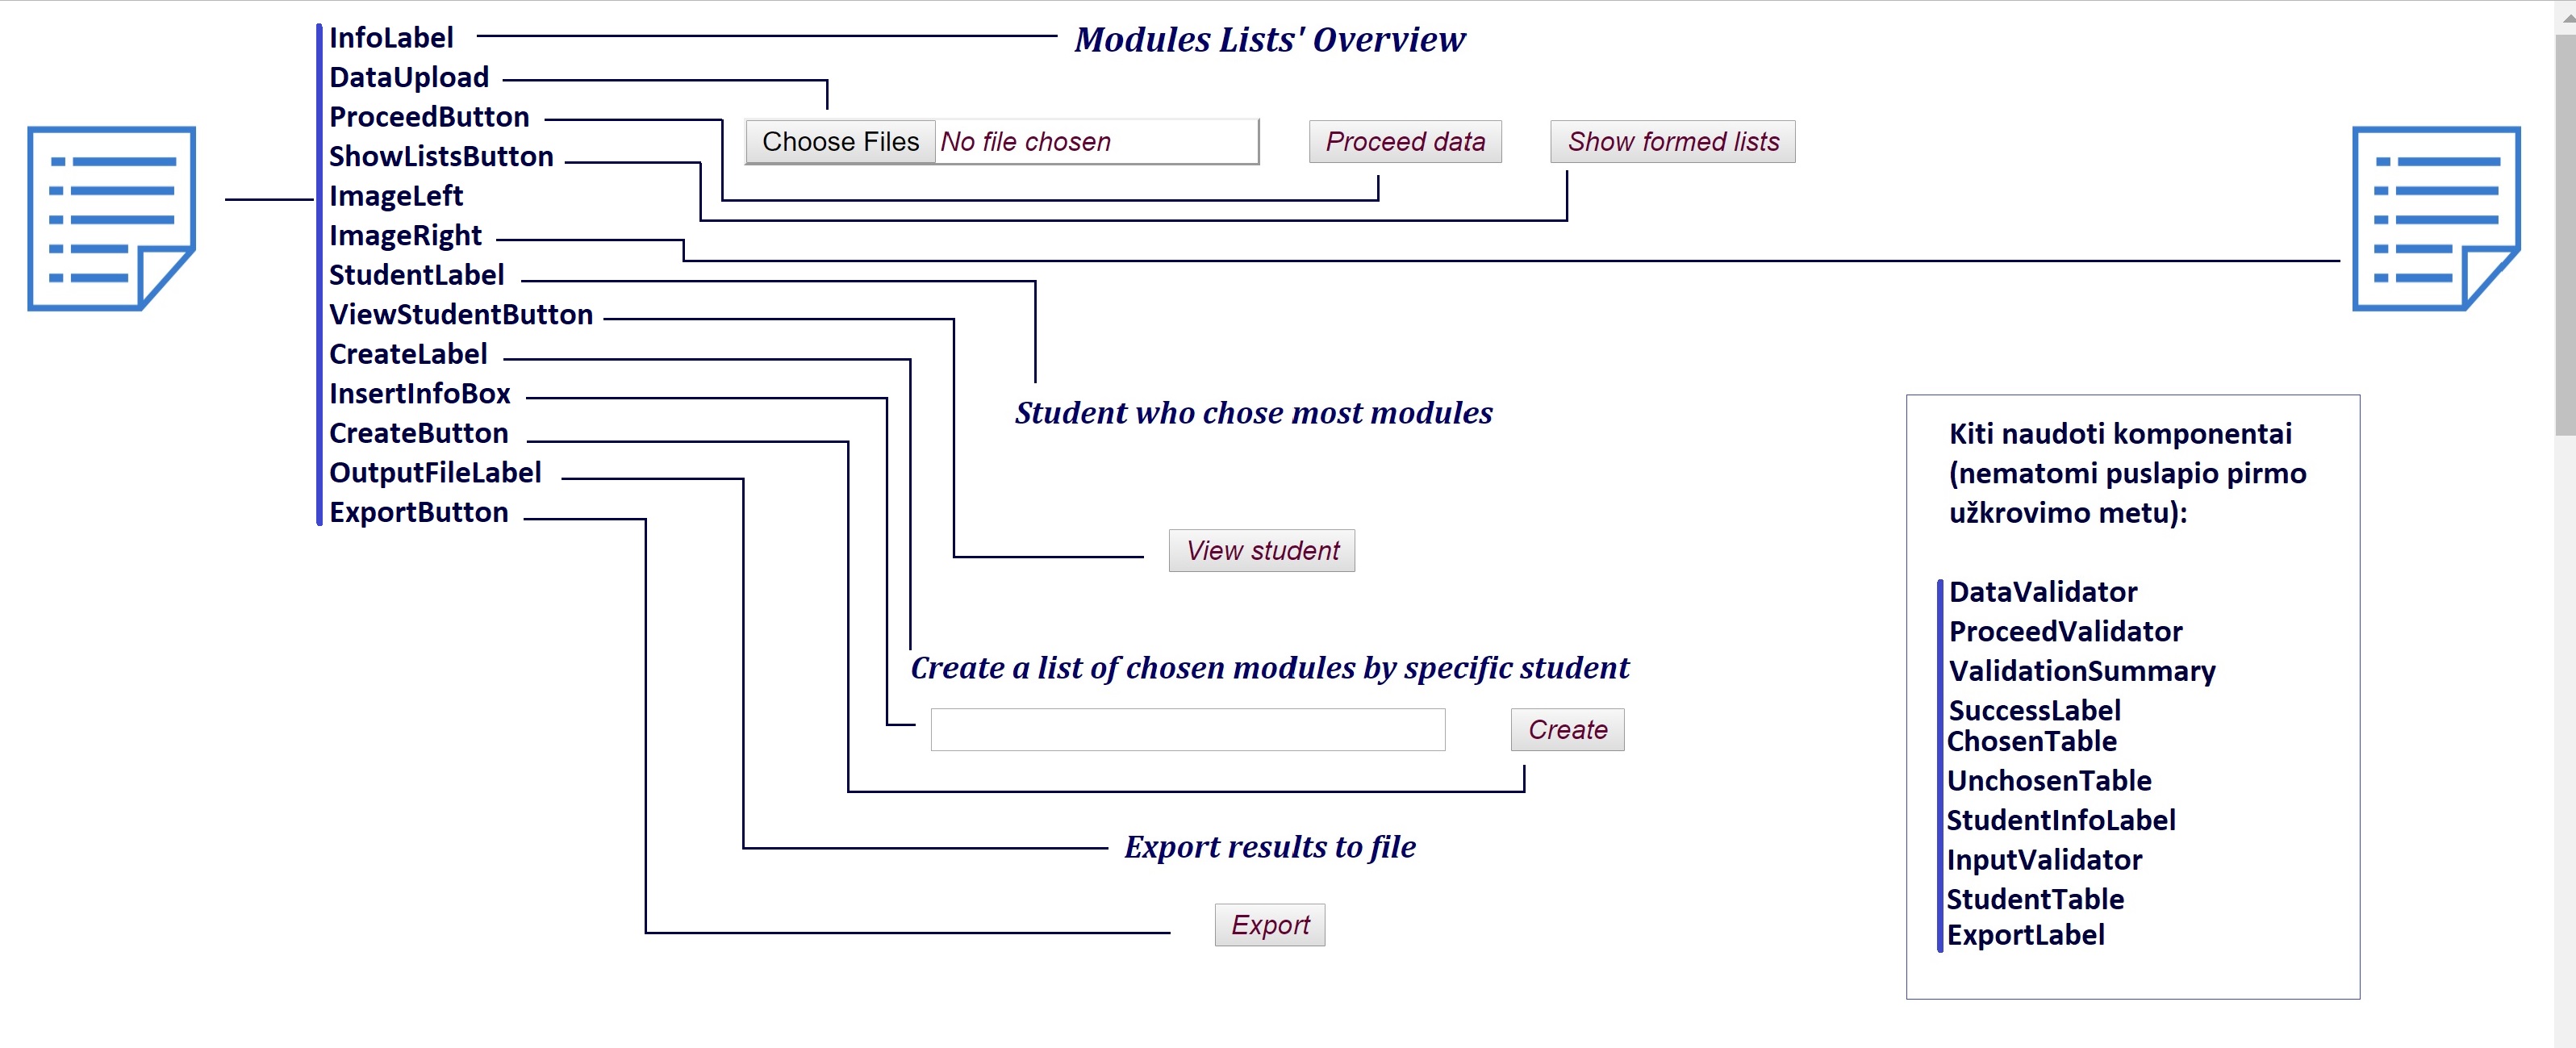 InfoLabel
DataUpload
ProceedButton
ShowListsButton
ImageLeft
ImageRight
StudentLabel
ViewStudentButton
CreateLabel
InsertInfoBox
CreateButton
OutputFileLabel
ExportButton
Modules Lists' Overview
Choose Files No file chosen
Proceed data
Show formed lists
Student who chose most modules
View student
Create a list of chosen modules by specific student
Create
Export results to file
Export
Kiti naudoti komponentai
(nematomi puslapio pirmo
užkrovimo metu):
DataValidator
ProceedValidator
ValidationSummary
SuccessLabel
ChosenTable
UnchosenTable
StudentInfoLabel
InputValidator
StudentTable
ExportLabel